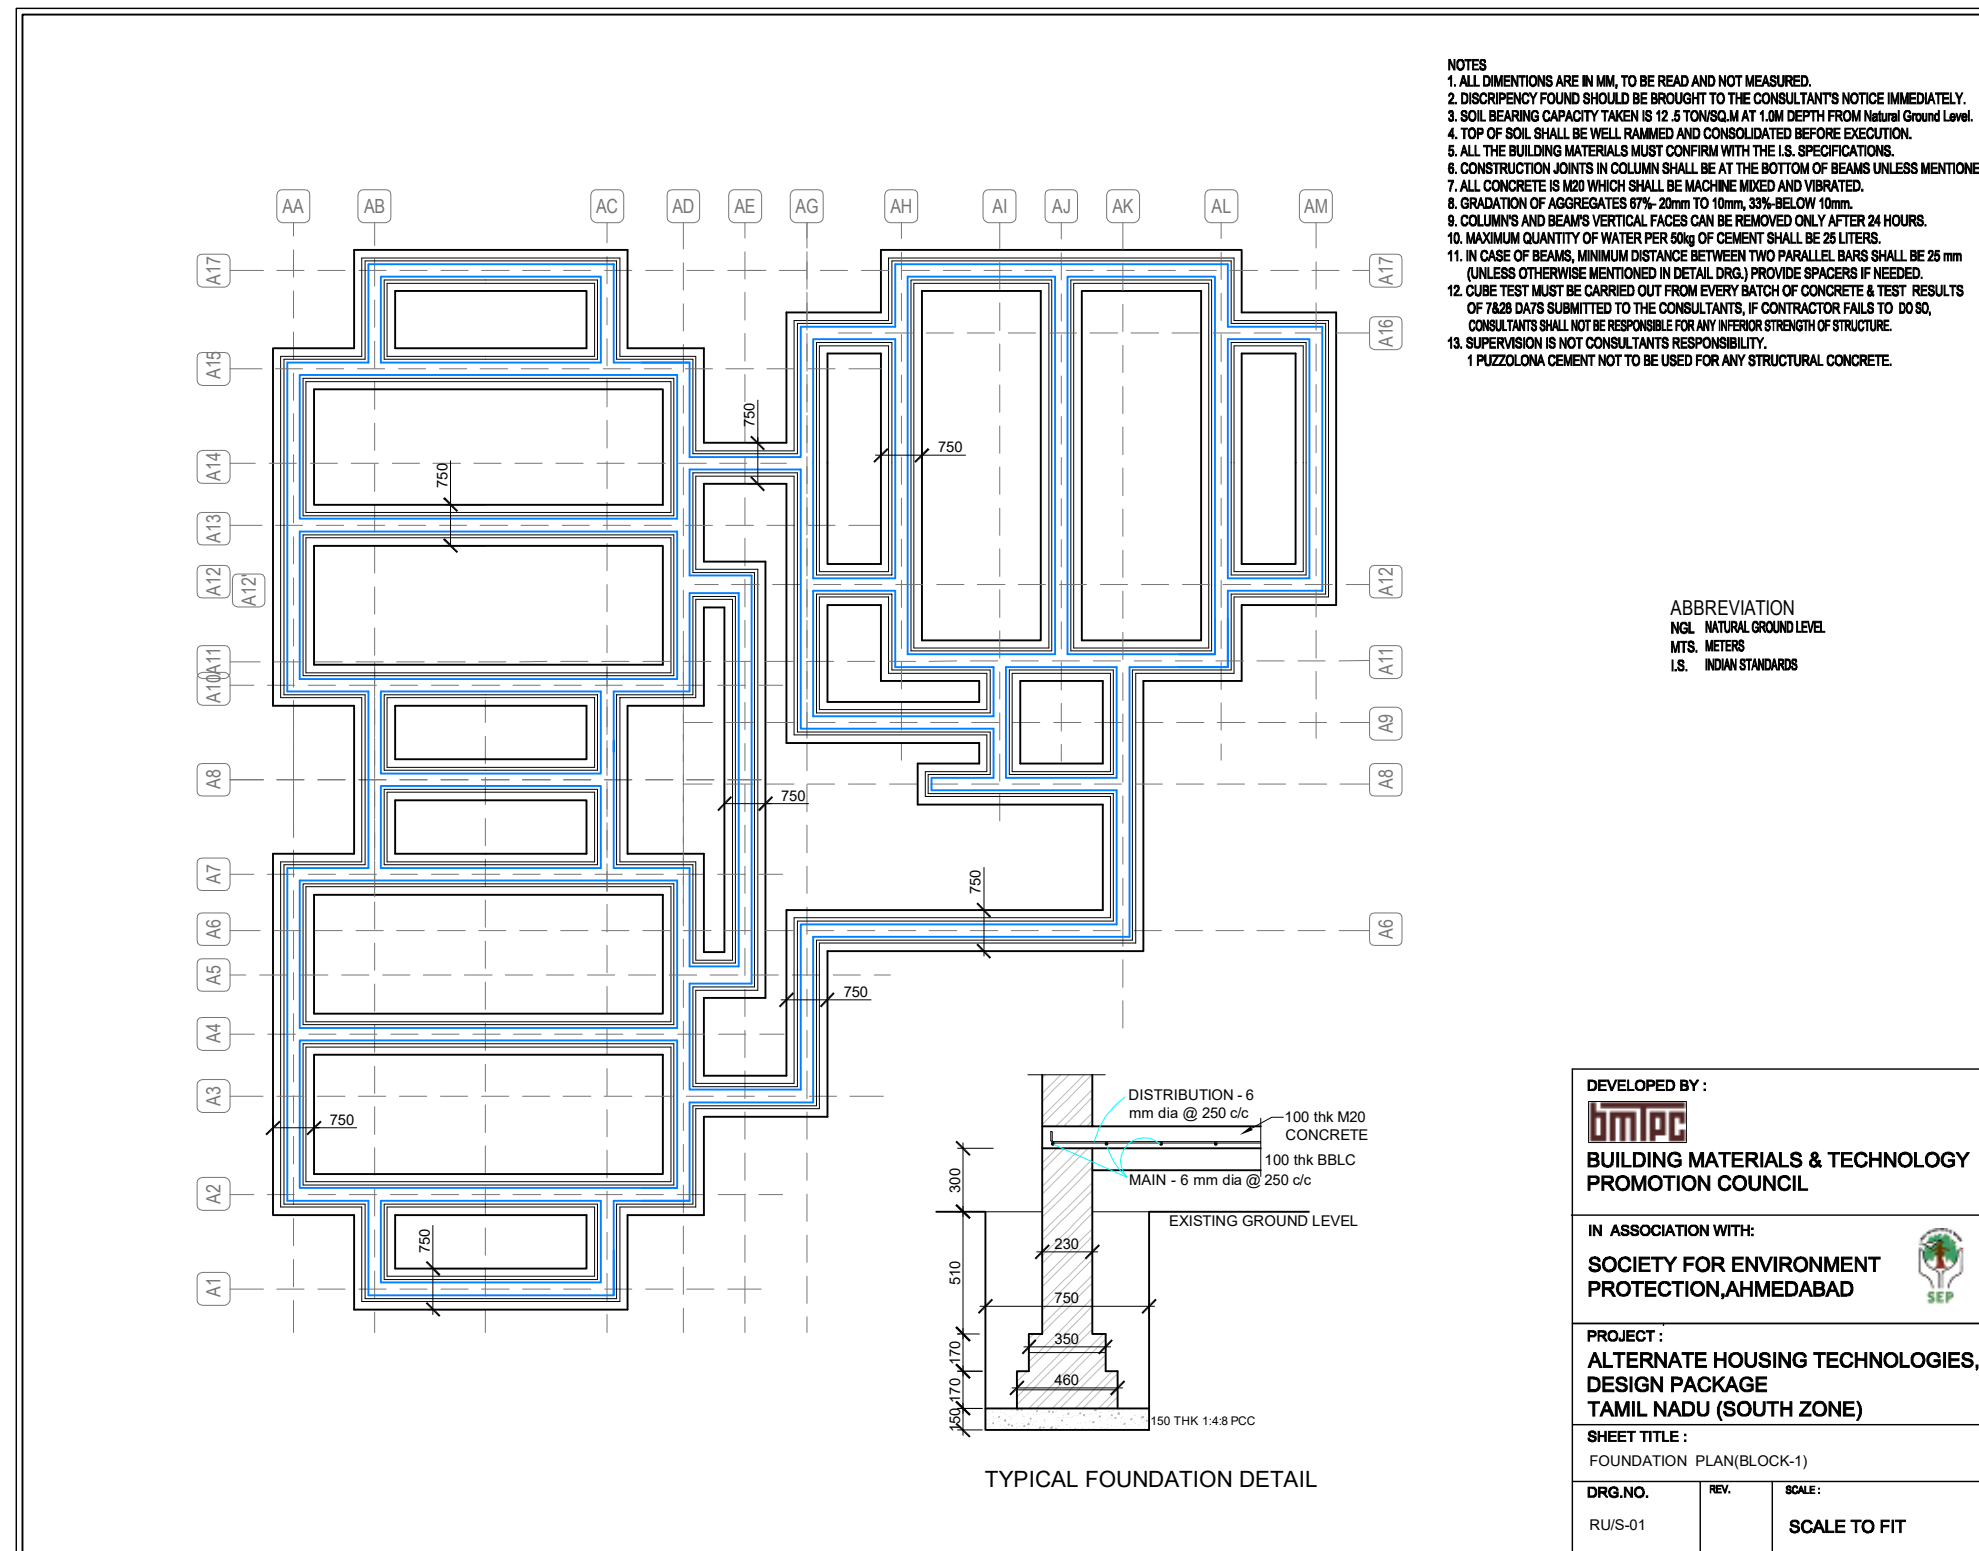 NOTES
1. ALL DIMENTIONS ARE IN MM, TO BE READ AND NOT MEASURED.
2. DISCRIPENCY FOUND SHOULD BE BROUGHT TO THE CONSULTANT'S NOTICE IMMEDIATELY.
3. SOIL BEARING CAPACITY TAKEN IS 12 .5 TON/SQ.M AT 1.0M DEPTH FROM Natural Ground Level.
4. TOP OF SOIL SHALL BE WELL RAMMED AND CONSOLIDATED BEFORE EXECUTION.
5. ALL THE BUILDING MATERIALS MUST CONFIRM WITH THE I.S. SPECIFICATIONS.
6. CONSTRUCTION JOINTS IN COLUMN SHALL BE AT THE BOTTOM OF BEAMS UNLESS MENTIONE
7. ALL CONCRETE IS M20 WHICH SHALL BE MACHINE MIXED AND VIBRATED.
8. GRADATION OF AGGREGATES 67%- 20mm TO 10mm, 33%-BELOW 10mm.
9. COLUMN'S AND BEAM'S VERTICAL FACES CAN BE REMOVED ONLY AFTER 24 HOURS.
10. MAXIMUM QUANTITY OF WATER PER 50kg OF CEMENT SHALL BE 25 LITERS.
11. IN CASE OF BEAMS, MINIMUM DISTANCE BETWEEN TWO PARALLEL BARS SHALL BE 25 mm
(UNLESS OTHERWISE MENTIONED IN DETAIL DRG.) PROVIDE SPACERS IF NEEDED.
12. CUBE TEST MUST BE CARRIED OUT FROM EVERY BATCH OF CONCRETE & TEST RESULTS
OF 7&28 DA7S SUBMITTED TO THE CONSULTANTS, IF CONTRACTOR FAILS TO DO SO,
CONSULTANTS SHALL NOT BE RESPONSIBLE FOR ANY INFERIOR STRENGTH OF STRUCTURE.
13. SUPERVISION IS NOT CONSULTANTS RESPONSIBILITY.
1 PUZZOLONA CEMENT NOT TO BE USED FOR ANY STRUCTURAL CONCRETE.
AA AB AC AD AE AG AH AI AJ AK AL AM
A17
A15
A14
A13
A12
A12'
A11
A10
A8
A7
A6
A5
A4
A3
A2
A1
A17
A16
A12
A11
A9
A8
A6
750
750
750
750
750
750
750
750
ABBREVIATION
NGL NATURAL GROUND LEVEL
MTS. METERS
I.S. INDIAN STANDARDS
DISTRIBUTION - 6
mm dia @ 250 c/c
100 thk M20
CONCRETE
100 thk BBLC
MAIN - 6 mm dia @ 250 c/c
EXISTING GROUND LEVEL
300
510
170
170
150
230
750
350
460
150 THK 1:4:8 PCC
TYPICAL FOUNDATION DETAIL
DEVELOPED BY :
bmTPC
BUILDING MATERIALS & TECHNOLOGY
PROMOTION COUNCIL
IN ASSOCIATION WITH:
SOCIETY FOR ENVIRONMENT
PROTECTION,AHMEDABAD
SEP
PROJECT :
ALTERNATE HOUSING TECHNOLOGIES,
DESIGN PACKAGE
TAMIL NADU (SOUTH ZONE)
SHEET TITLE :
FOUNDATION PLAN(BLOCK-1)
DRG.NO.
RU/S-01
REV.
SCALE :
SCALE TO FIT